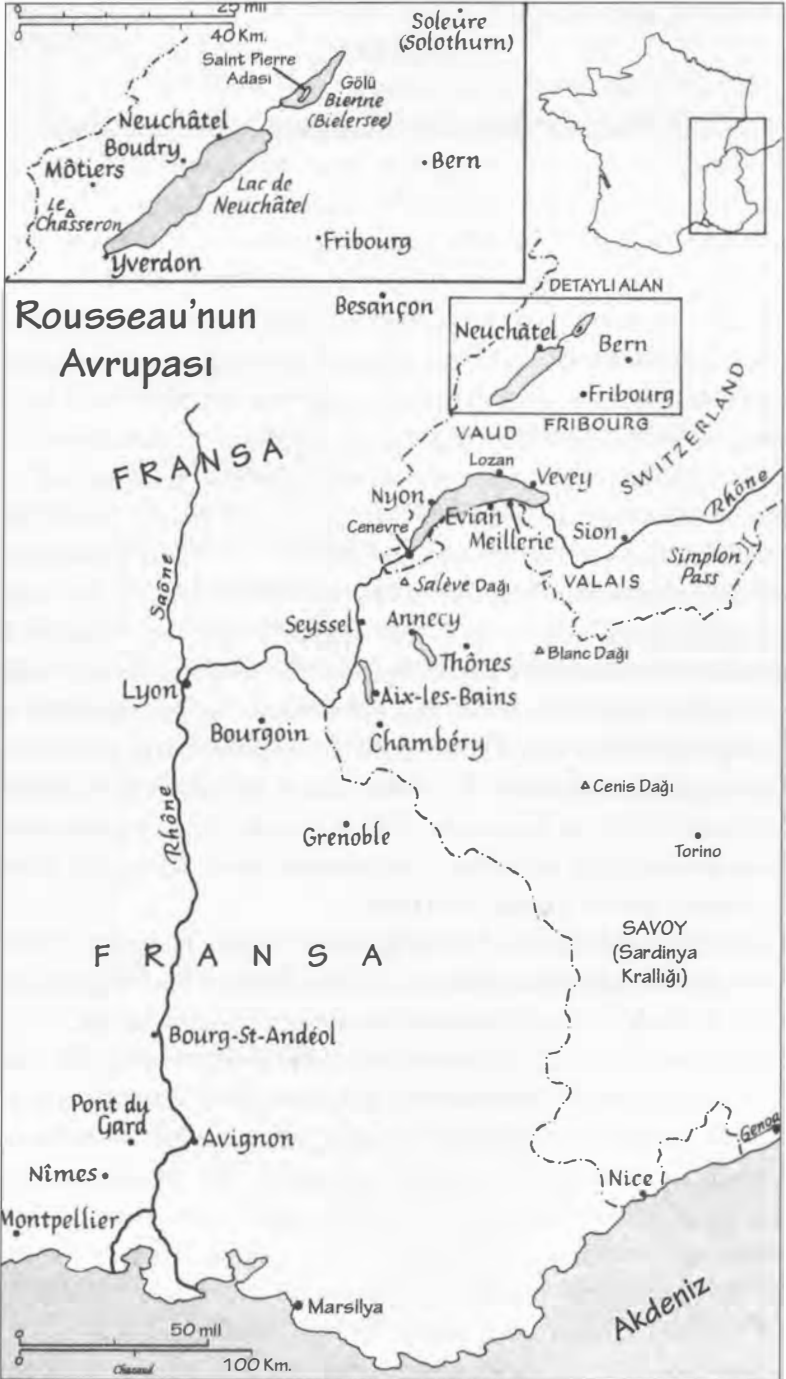 25 mil
40 Km.
Soleure
(Solothurn)
Saint Pierre
Adası
Gölü
Bienne
(Bielersee)
Neuchâtel
Boudry
Môtiers
Bern
Lac de
Neuchâtel
Le
Chasseron
Fribourg
Yverdon
DETAYLI ALAN
Besançon
Rousseau'nun
Avrupası
Neuchâtel
Bern
Fribourg
VAUD
FRIBOURG
SWITZERLAND
FRANSA
Lozan
Vevey
Nyon
Rhône
Evian
Cenevre
Meillerie
Sion
Simplon
Pass
Salève Dağı
VALAIS
Saône
Seyssel
Annecy
Thônes
Blanc Dağı
Lyon
Aix-les-Bains
Bourgoin
Chambéry
Cenis Dağı
Rhône
Grenoble
Torino
SAVOY
(Sardinya
Krallığı)
FRANSA
Bourg-St-Andéol
Pont du
Gard
Avignon
Genoa
Nîmes
Nice
Montpellier
Marsilya
Akdeniz
50 mil
100 Km.